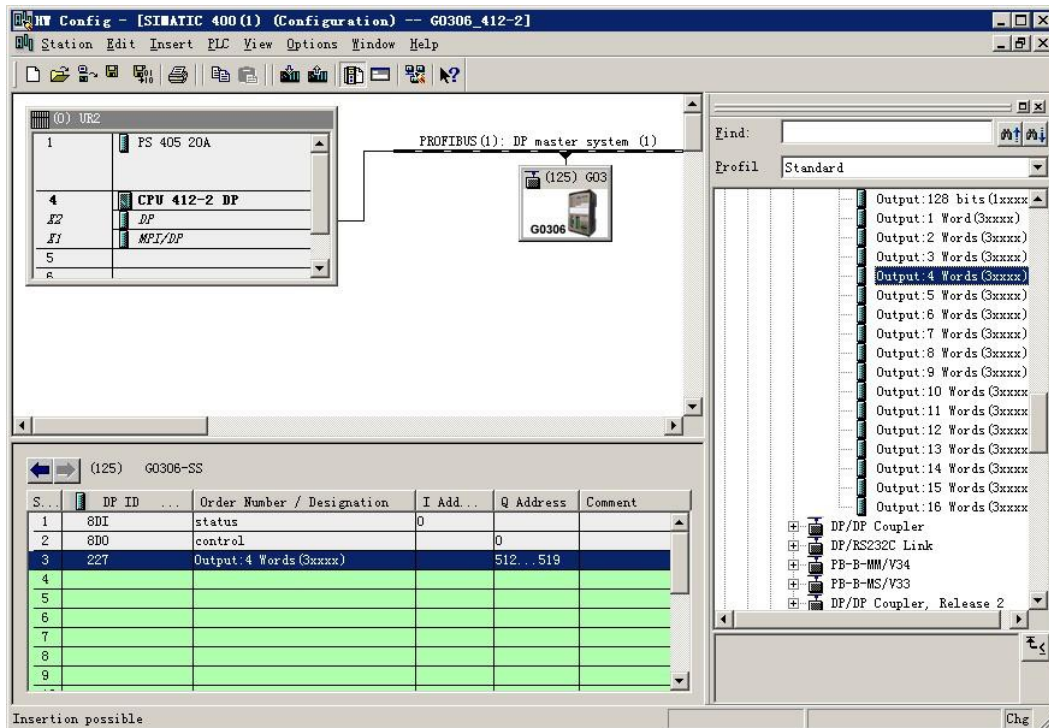 HW Config - [SIMATIC 400(1) (Configuration) -- G0306_412-2]
Station Edit Insert PLC View Options Window Help
(0) UR2
1 PS 405 20A
4 CPU 412-2 DP
X2 DP
X1 MPI/DP
5
6
PROFIBUS(1): DP master system (1)
(125) G03
G0306
Find:
Profil Standard
Output:128 bits(1xxxx
Output:1 Word(3xxxx)
Output:2 Words(3xxxx)
Output:3 Words(3xxxx)
Output:4 Words(3xxxx)
Output:5 Words(3xxxx)
Output:6 Words(3xxxx)
Output:7 Words(3xxxx)
Output:8 Words(3xxxx)
Output:9 Words(3xxxx)
Output:10 Words(3xxxx
Output:11 Words(3xxxx
Output:12 Words(3xxxx
Output:13 Words(3xxxx
Output:14 Words(3xxxx
Output:15 Words(3xxxx
Output:16 Words(3xxxx
DP/DP Coupler
DP/RS232C Link
PB-B-MM/V34
PB-B-MS/V33
DP/DP Coupler, Release 2
(125) G0306-SS
S... DP ID ... Order Number / Designation I Add... Q Address Comment
1 8DI status 0
2 8DO control 0
3 227 Output:4 Words(3xxxx) 512...519
4
5
6
7
8
9
Insertion possible
Chg